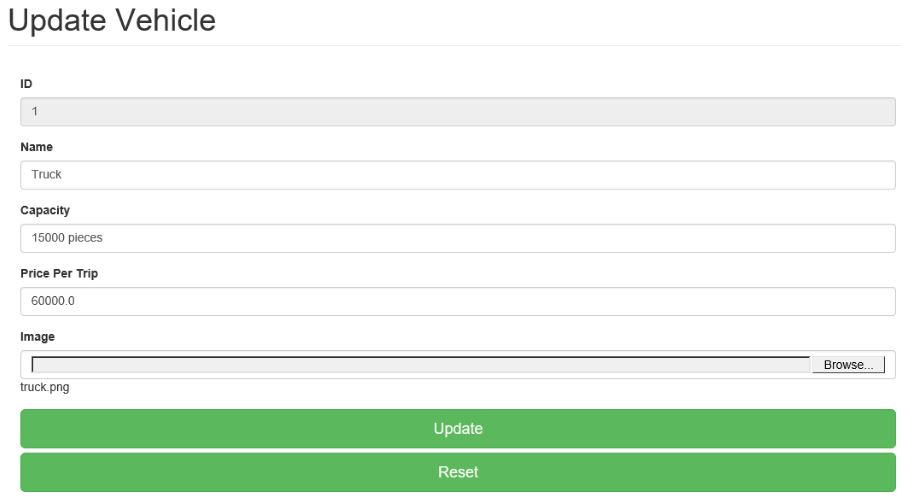 Update Vehicle
ID
1
Name
Truck
Capacity
15000 pieces
Price Per Trip
60000.0
Image
Browse...
truck.png
Update
Reset